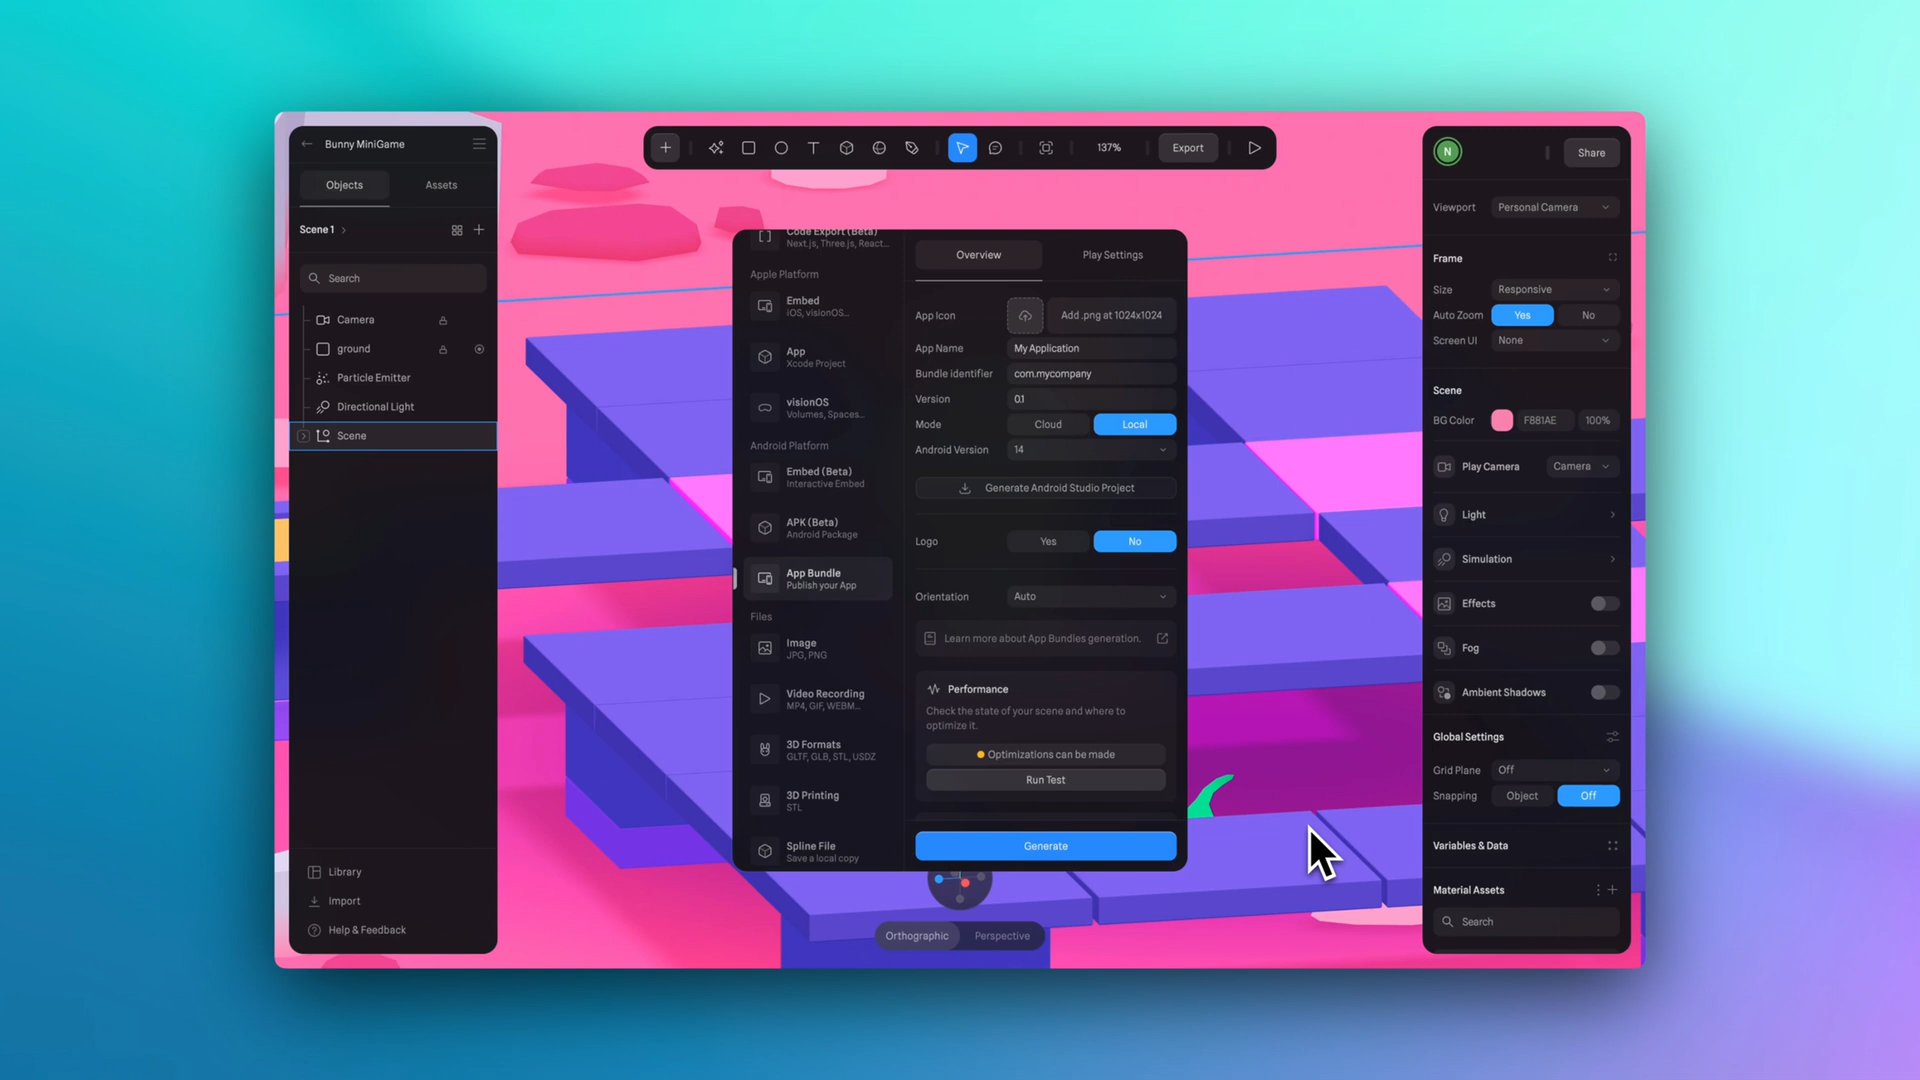 Bunny MiniGame
Objects
Assets
Scene 1
Search
Camera
ground
Particle Emitter
Directional Light
Scene
Library
Import
Help & Feedback
137%
Export
Code Export (Beta)
Next.js, Three.js, React...
Apple Platform
Embed
iOS, visionOS...
App
Xcode Project
visionOS
Volumes, Spaces...
Android Platform
Embed (Beta)
Interactive Embed
APK (Beta)
Android Package
App Bundle
Publish your App
Files
Image
JPG, PNG
Video Recording
MP4, GIF, WEBM...
3D Formats
GLTF, GLB, STL, USDZ
3D Printing
STL
Spline File
Save a local copy
Overview
Play Settings
App Icon
Add .png at 1024x1024
App Name
My Application
Bundle identifier
com.mycompany
Version
0.1
Mode
Cloud
Local
Android Version
14
Generate Android Studio Project
Logo
Yes
No
Orientation
Auto
Learn more about App Bundles generation.
Performance
Check the state of your scene and where to
optimize it.
Optimizations can be made
Run Test
Generate
Orthographic
Perspective
N
Share
Viewport
Personal Camera
Frame
Size
Responsive
Auto Zoom
Yes
No
Screen UI
None
Scene
BG Color
F881AE
100%
Play Camera
Camera
Light
Simulation
Effects
Fog
Ambient Shadows
Global Settings
Grid Plane
Off
Snapping
Object
Off
Variables & Data
Material Assets
Search